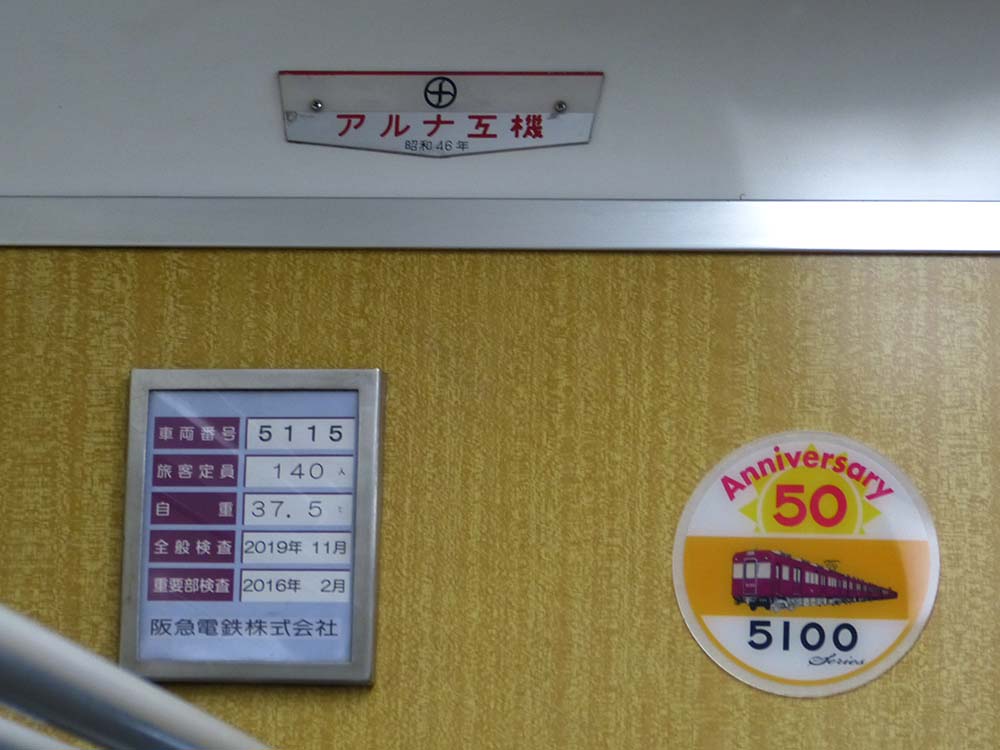 アルナ工機
昭和46年
車両番号 5115
旅客定員 140人
自重 37.5t
全般検査 2019年 11月
重要部検査 2016年 2月
阪急電鉄株式会社
Anniversary
50
5100
Series